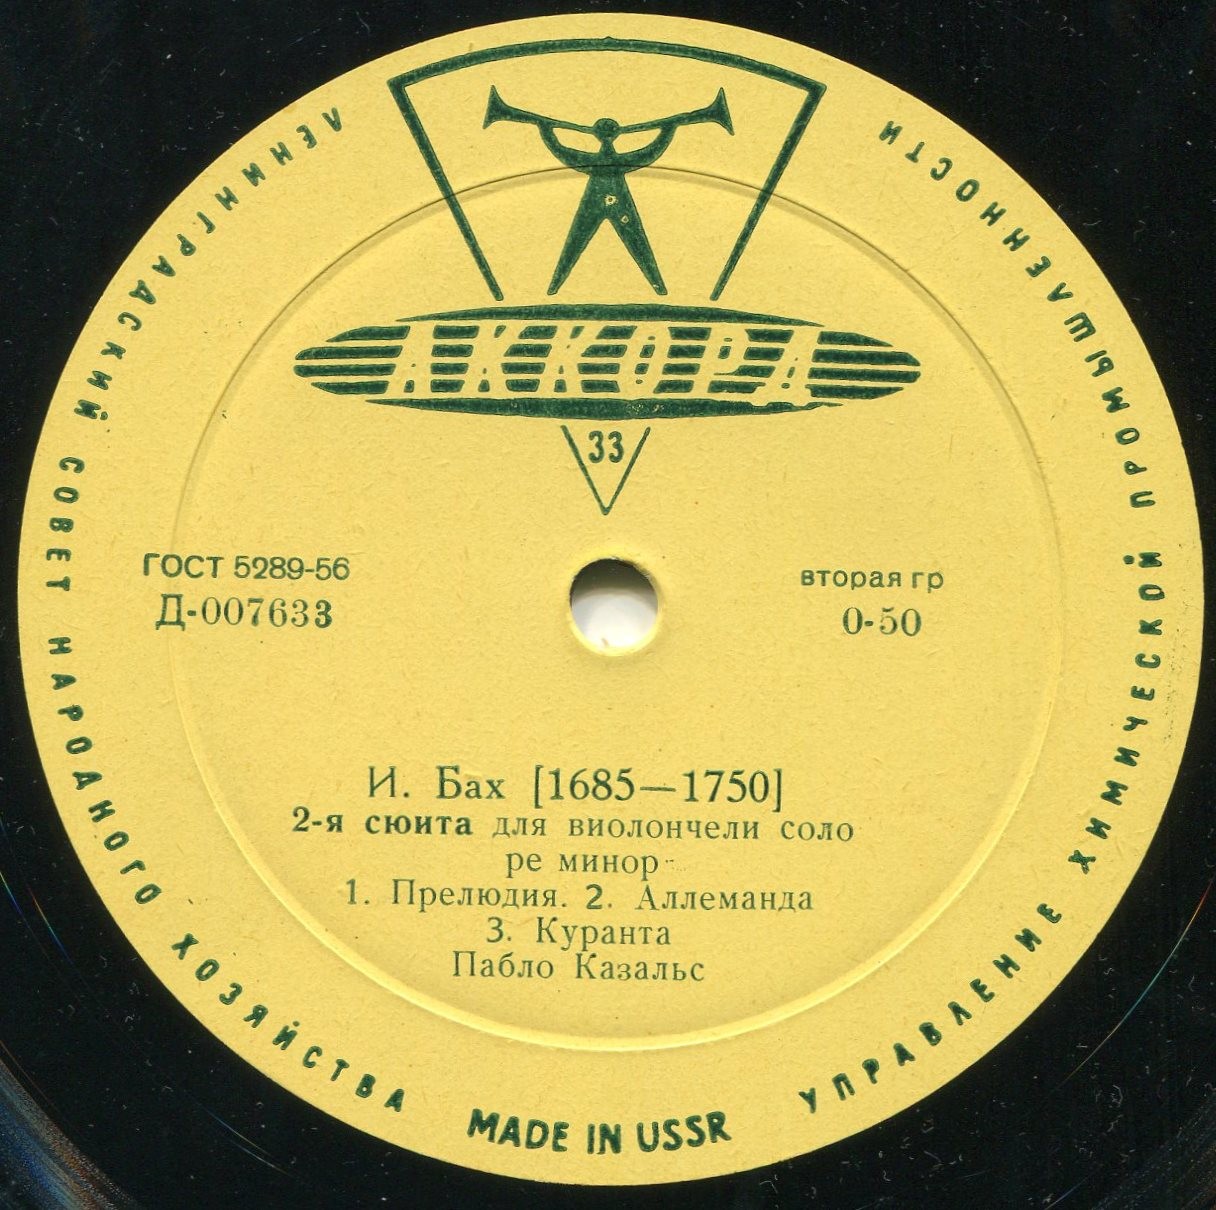 ЛЕНИНГРАДСКИЙ СОВЕТ НАРОДНОГО ХОЗЯЙСТВА
УПРАВЛЕНИЕ ХИМИЧЕСКОЙ ПРОМЫШЛЕННОСТИ
АККОРД
33
ГОСТ 5289-56
Д-007633
вторая гр
0-50
И. Бах [1685—1750]
2-я сюита для виолончели соло
ре минор
1. Прелюдия. 2. Аллеманда
3. Куранта
Пабло Казальс
MADE IN USSR